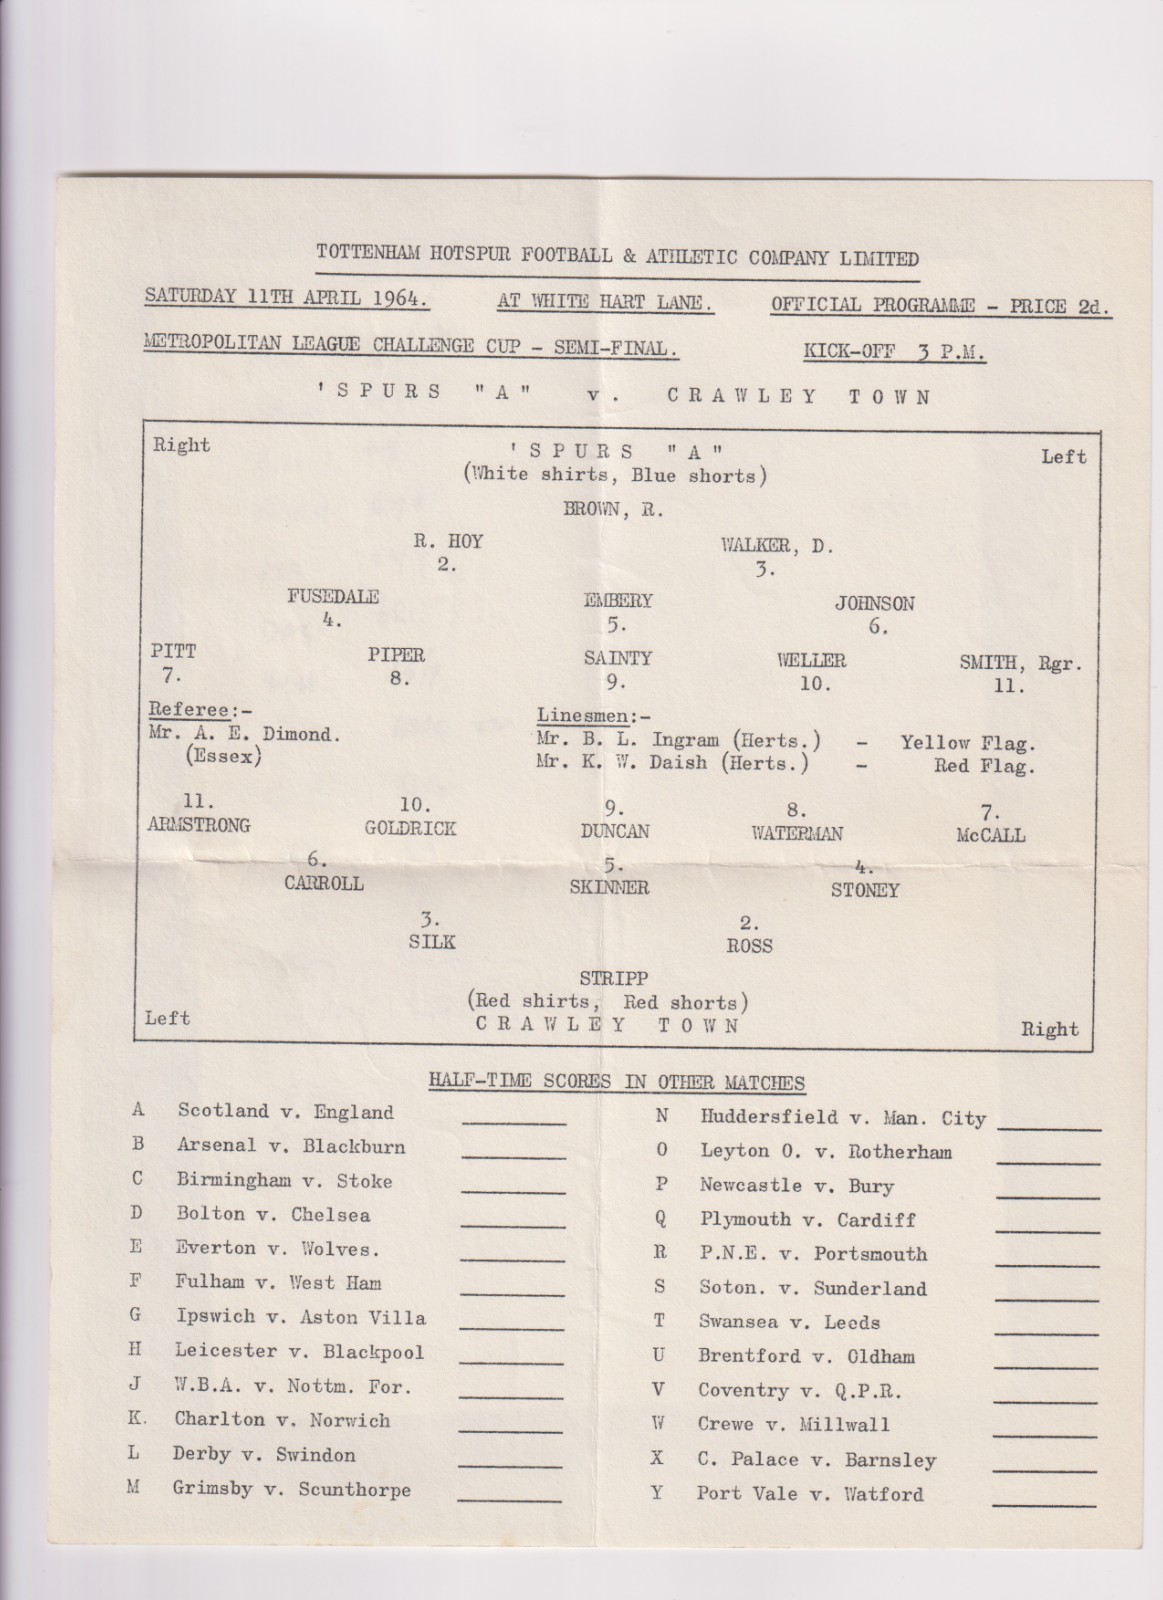 TOTTENHAM HOTSPUR FOOTBALL & ATHLETIC COMPANY LIMITED
SATURDAY 11TH APRIL 1964. AT WHITE HART LANE. OFFICIAL PROGRAMME - PRICE 2d.
METROPOLITAN LEAGUE CHALLENGE CUP - SEMI-FINAL. KICK-OFF 3 P.M.
'SPURS "A" v. CRAWLEY TOWN
Right 'SPURS "A" Left
(White shirts, Blue shorts)
BROWN, R.
R. HOY WALKER, D.
2. 3.
FUSEDALE EMBERY JOHNSON
4. 5. 6.
PITT PIPER SAINTY WELLER SMITH, Rgr.
7. 8. 9. 10. 11.
Referee:- Linesmen:-
Mr. A. E. Dimond. Mr. B. L. Ingram (Herts.) - Yellow Flag.
(Essex) Mr. K. W. Daish (Herts.) - Red Flag.
11. 10. 9. 8. 7.
ARMSTRONG GOLDRICK DUNCAN WATERMAN McCALL
6. 5. 4.
CARROLL SKINNER STONEY
3. 2.
SILK ROSS
STRIPP
(Red shirts, Red shorts)
Left CRAWLEY TOWN Right
HALF-TIME SCORES IN OTHER MATCHES
A Scotland v. England N Huddersfield v. Man. City
B Arsenal v. Blackburn O Leyton O. v. Rotherham
C Birmingham v. Stoke P Newcastle v. Bury
D Bolton v. Chelsea Q Plymouth v. Cardiff
E Everton v. Wolves. R P.N.E. v. Portsmouth
F Fulham v. West Ham S Soton. v. Sunderland
G Ipswich v. Aston Villa T Swansea v. Leeds
H Leicester v. Blackpool U Brentford v. Oldham
J W.B.A. v. Nottm. For. V Coventry v. Q.P.R.
K. Charlton v. Norwich W Crewe v. Millwall
L Derby v. Swindon X C. Palace v. Barnsley
M Grimsby v. Scunthorpe Y Port Vale v. Watford